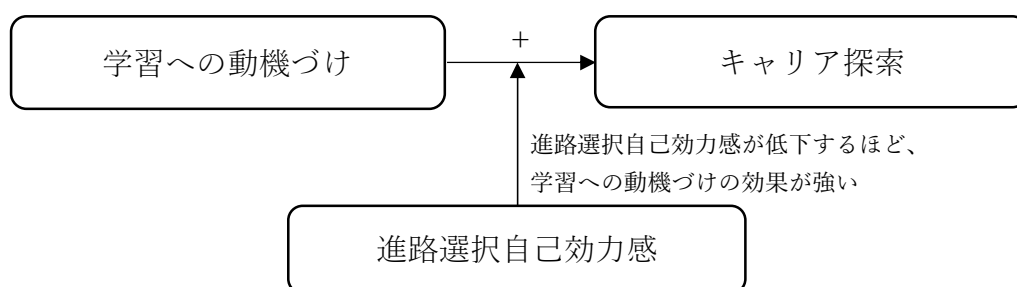 +
学習への動機づけ
キャリア探索
進路選択自己効力感が低下するほど、
学習への動機づけの効果が強い
進路選択自己効力感